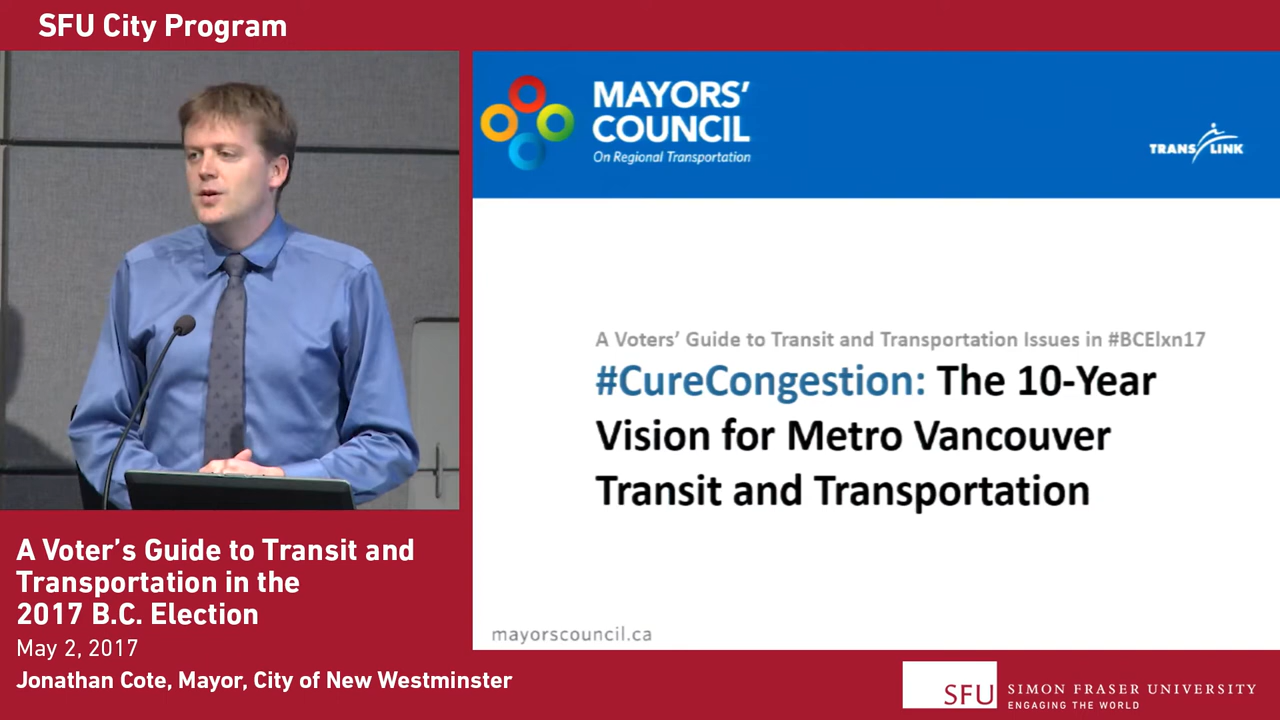 SFU City Program
MAYORS'
COUNCIL
On Regional Transportation
TRANS LINK
A Voters' Guide to Transit and Transportation Issues in #BCElxn17
#CureCongestion: The 10-Year
Vision for Metro Vancouver
Transit and Transportation
mayorscouncil.ca
A Voter's Guide to Transit and
Transportation in the
2017 B.C. Election
May 2, 2017
Jonathan Cote, Mayor, City of New Westminster
SFU
SIMON FRASER UNIVERSITY
ENGAGING THE WORLD